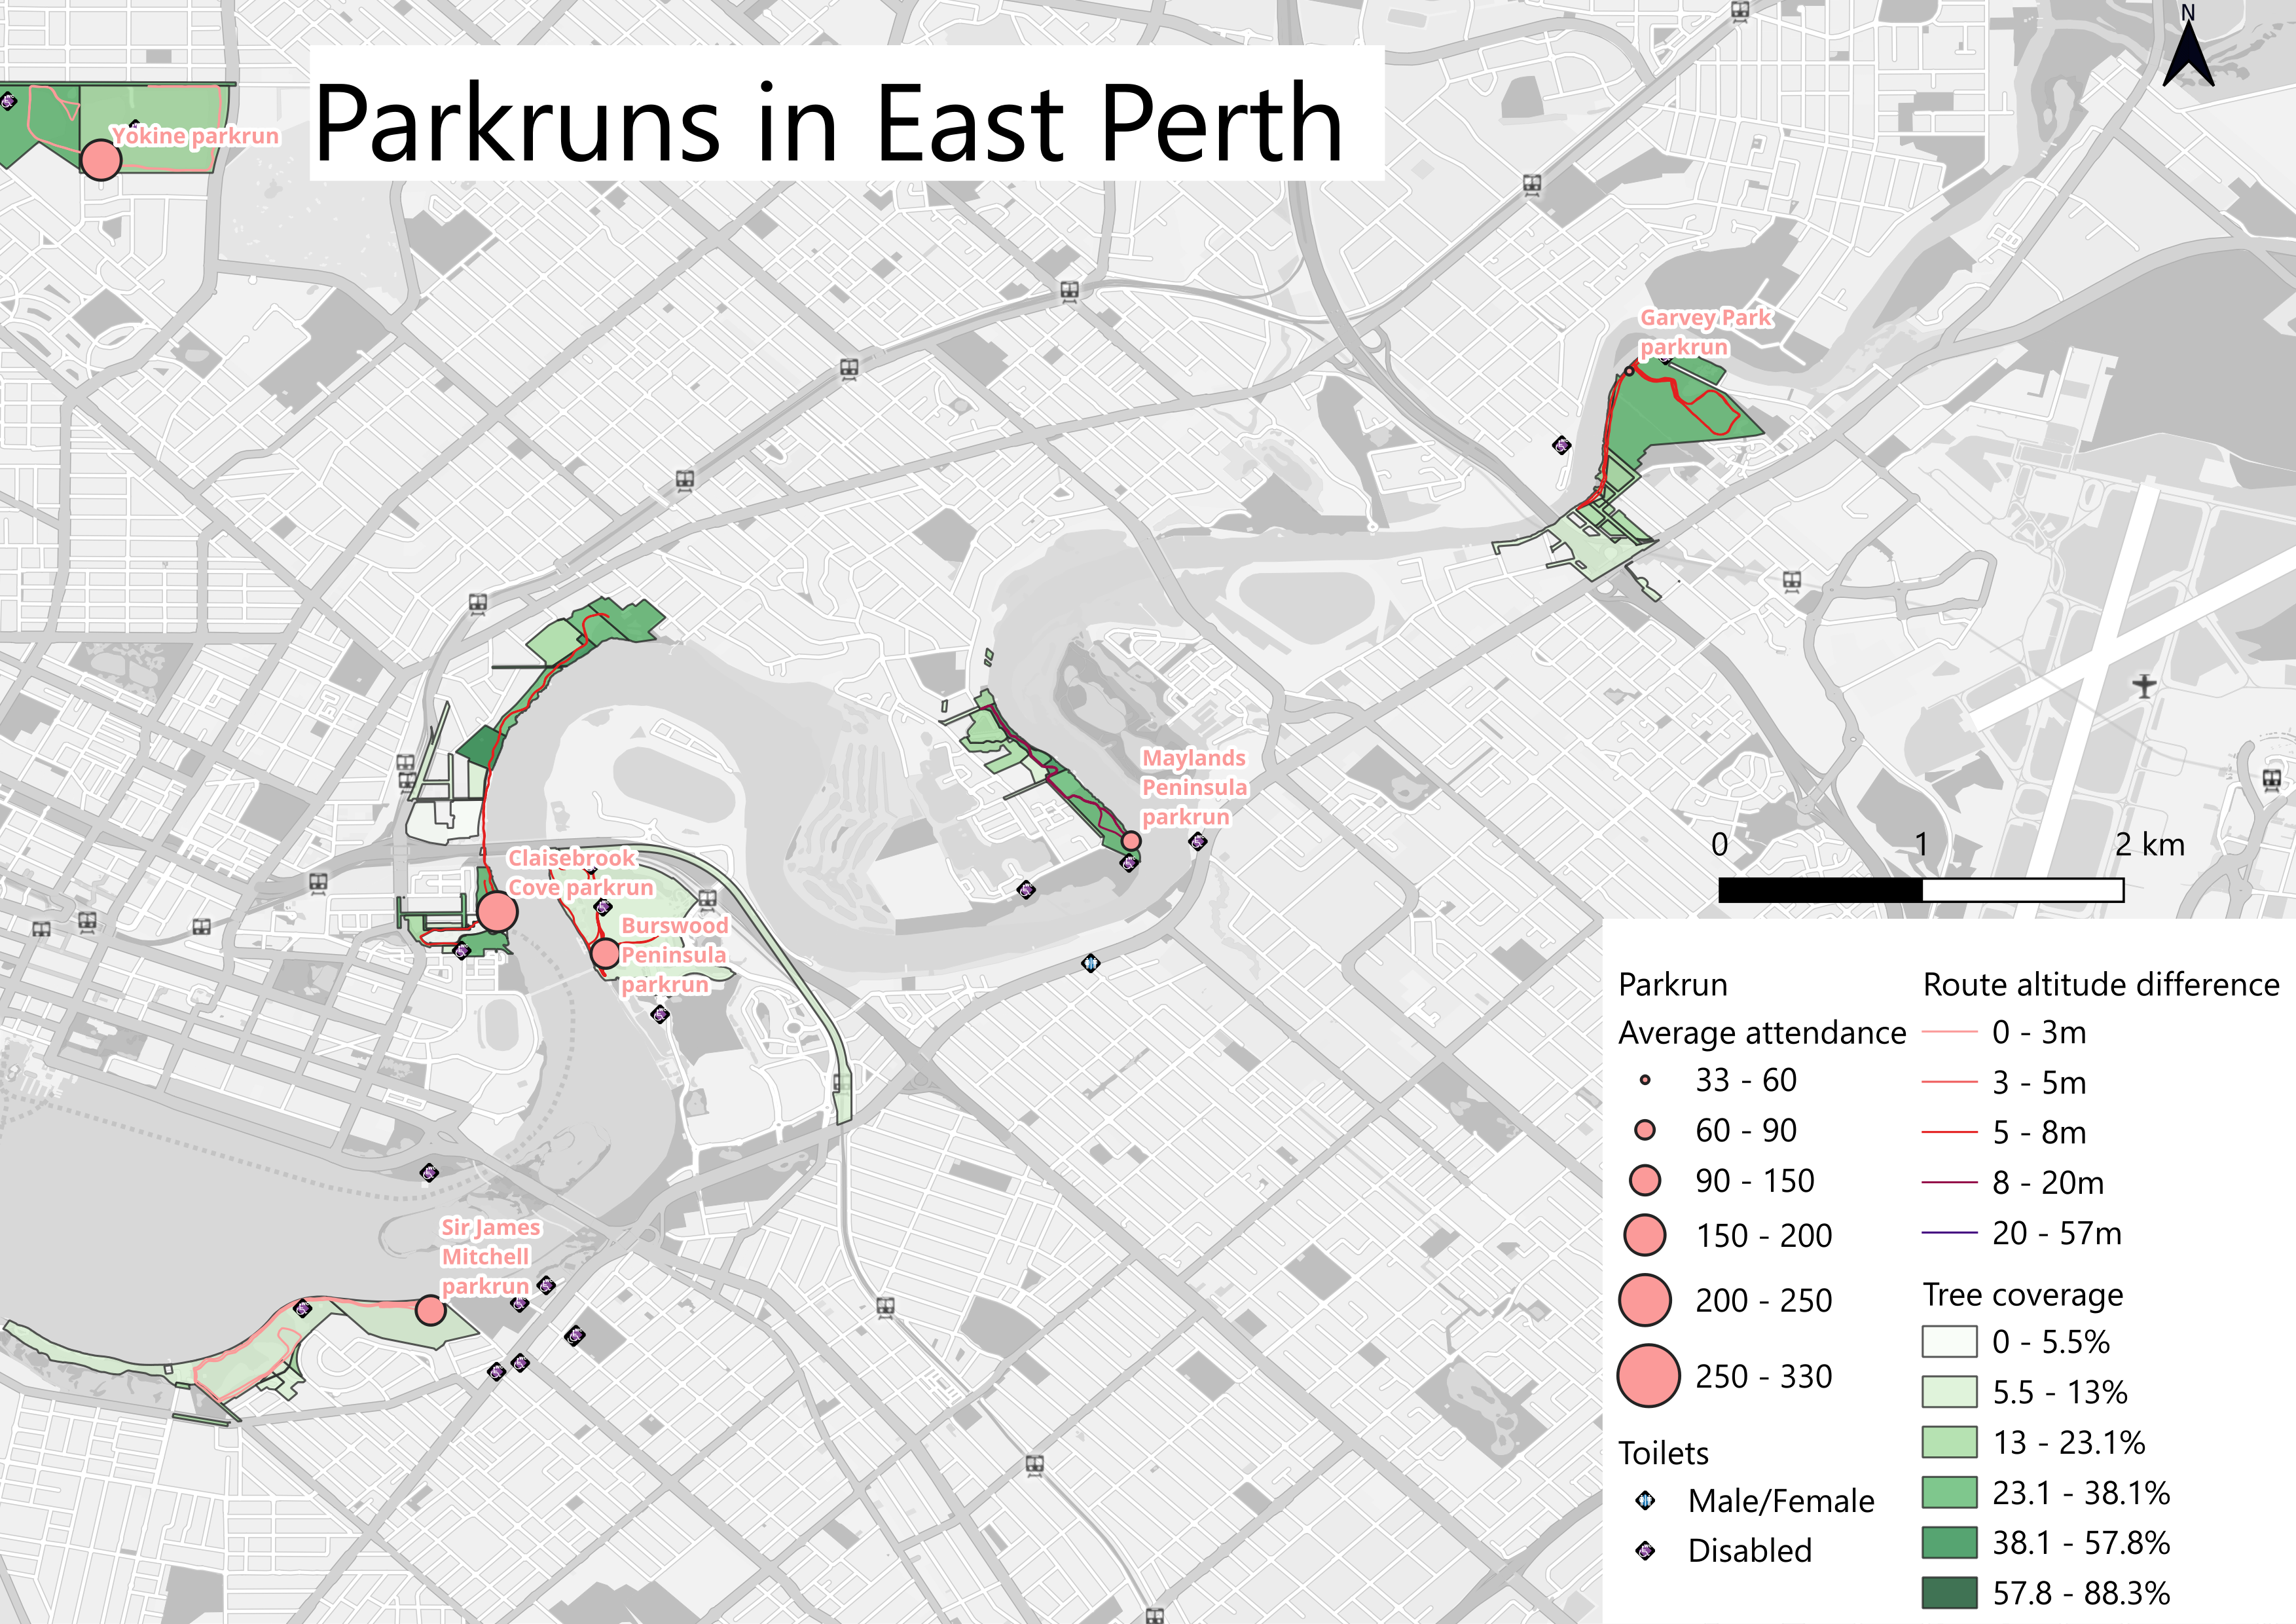 N
Parkruns in East Perth
Yokine parkrun
Garvey Park
parkrun
Maylands
Peninsula
parkrun
Claisebrook
Cove parkrun
Burswood
Peninsula
parkrun
Sir James
Mitchell
parkrun
0 1 2 km
Parkrun
Average attendance
33 - 60
60 - 90
90 - 150
150 - 200
200 - 250
250 - 330
Toilets
Male/Female
Disabled
Route altitude difference
0 - 3m
3 - 5m
5 - 8m
8 - 20m
20 - 57m
Tree coverage
0 - 5.5%
5.5 - 13%
13 - 23.1%
23.1 - 38.1%
38.1 - 57.8%
57.8 - 88.3%